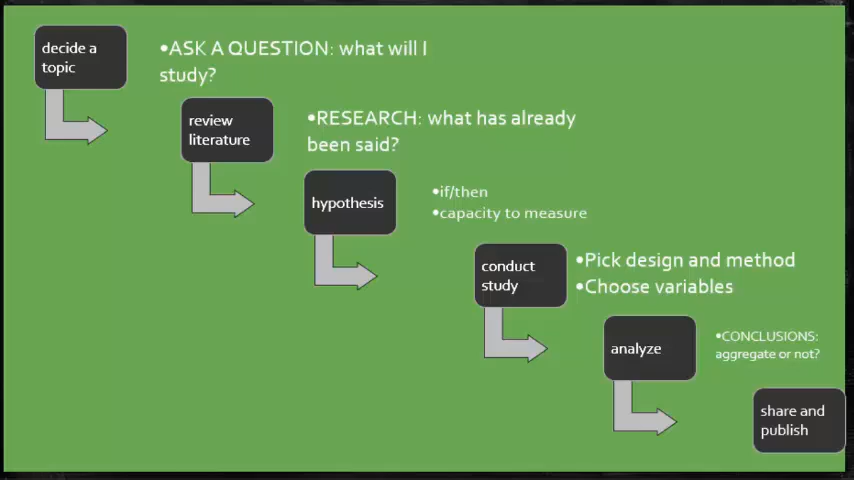 decide a
topic
•ASK A QUESTION: what will I
study?
review
literature
•RESEARCH: what has already
been said?
hypothesis
•if/then
•capacity to measure
conduct
study
•Pick design and method
•Choose variables
analyze
•CONCLUSIONS:
aggregate or not?
share and
publish